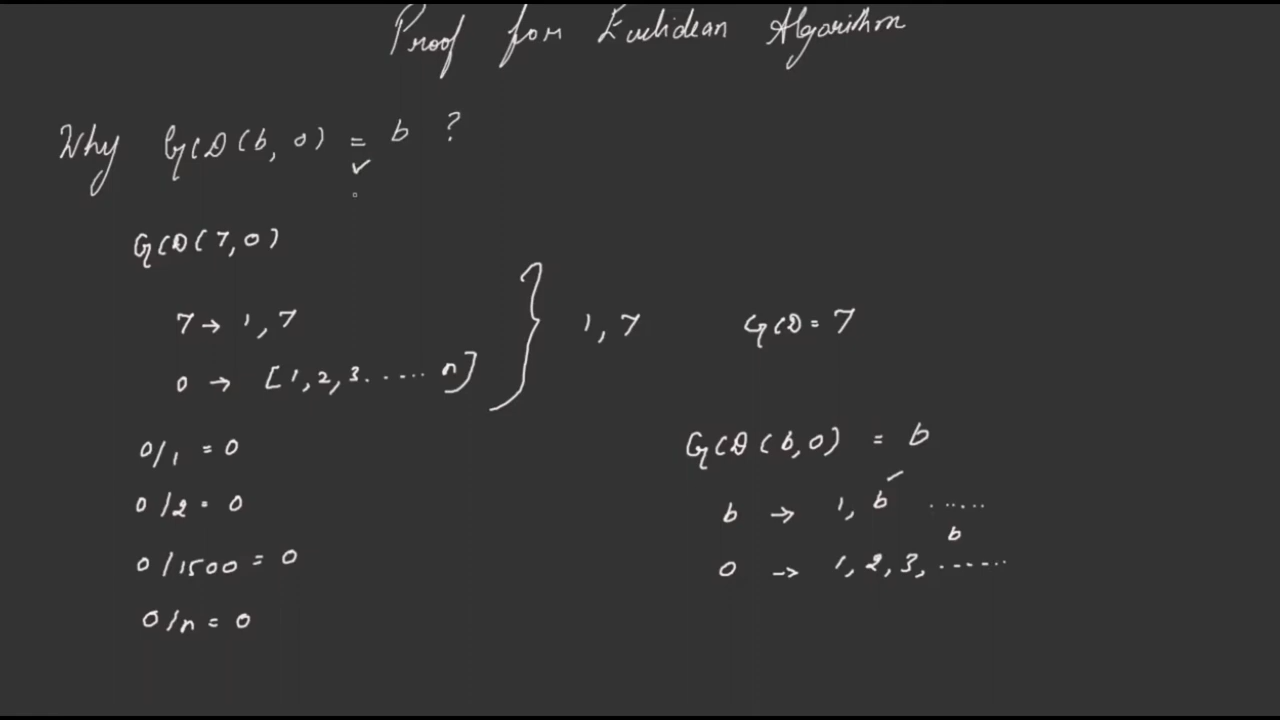 Proof for Euclidean Algorithm
Why GCD(b, 0) = b ?
GCD(7, 0)
7 → 1, 7
0 → [1, 2, 3. ..... n]
1, 7
GCD = 7
0/1 = 0
0/2 = 0
0/1500 = 0
0/n = 0
GCD(b, 0) = b
b → 1, b ......
b
0 → 1, 2, 3, ......